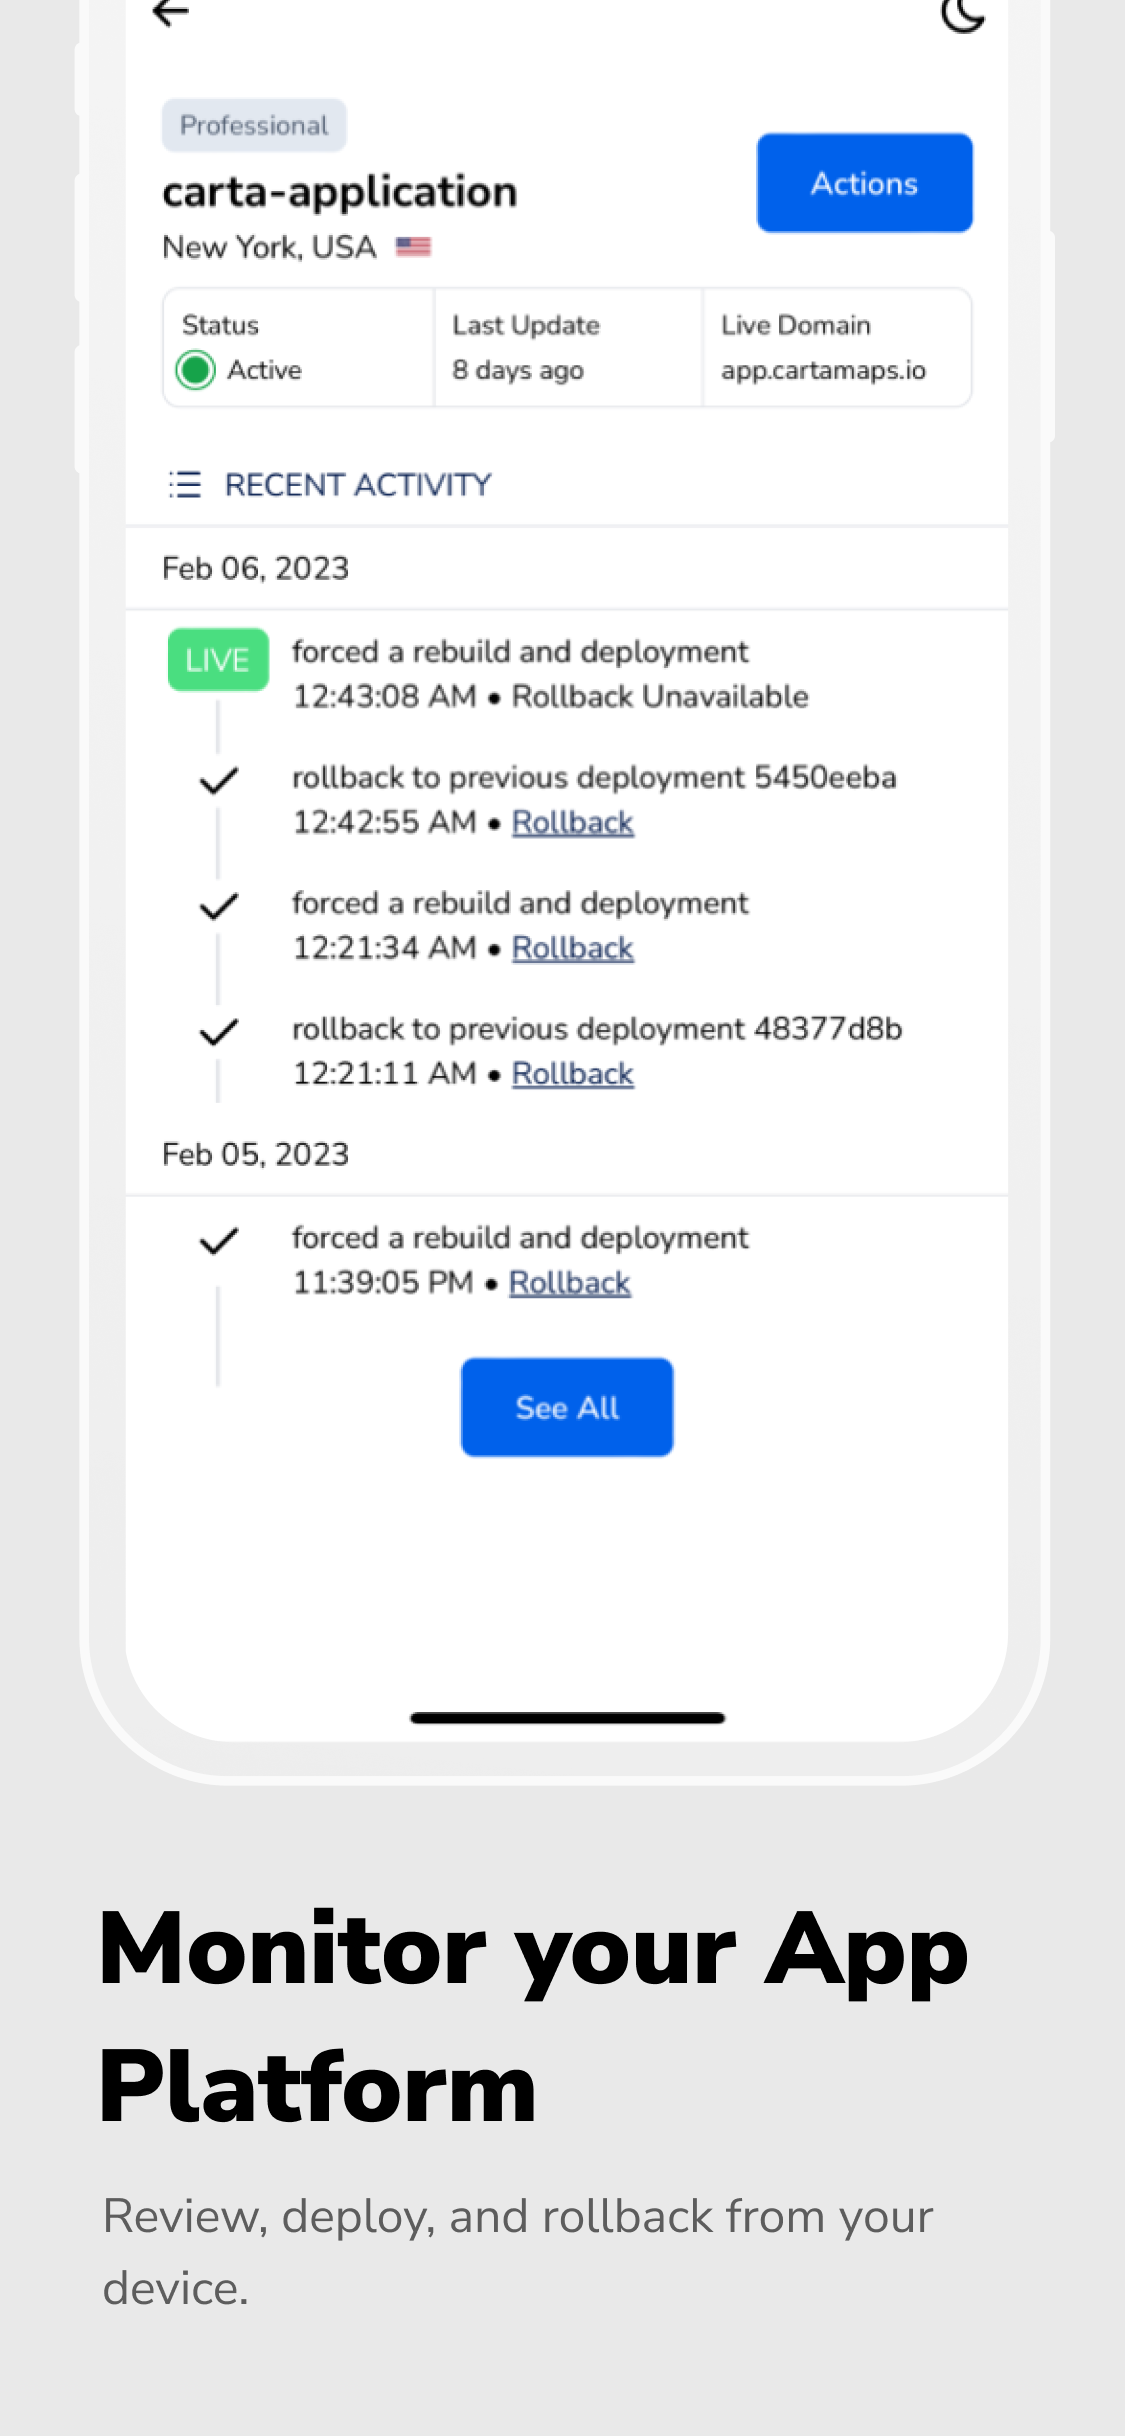 Professional
carta-application
Actions
New York, USA
Status
Last Update
Live Domain
Active
8 days ago
app.cartamaps.io
RECENT ACTIVITY
Feb 06, 2023
LIVE
forced a rebuild and deployment
12:43:08 AM • Rollback Unavailable
rollback to previous deployment 5450eeba
12:42:55 AM • Rollback
forced a rebuild and deployment
12:21:34 AM • Rollback
rollback to previous deployment 48377d8b
12:21:11 AM • Rollback
Feb 05, 2023
forced a rebuild and deployment
11:39:05 PM • Rollback
See All
Monitor your App
Platform
Review, deploy, and rollback from your
device.